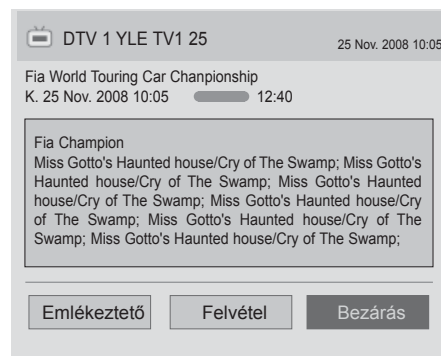 DTV 1 YLE TV1 25
25 Nov. 2008 10:05
Fia World Touring Car Chanpionship
K. 25 Nov. 2008 10:05 12:40
Fia Champion
Miss Gotto's Haunted house/Cry of The Swamp; Miss Gotto's
Haunted house/Cry of The Swamp; Miss Gotto's Haunted
house/Cry of The Swamp; Miss Gotto's Haunted house/Cry
of The Swamp; Miss Gotto's Haunted house/Cry of The
Swamp; Miss Gotto's Haunted house/Cry of The Swamp;
Emlékeztető Felvétel Bezárás